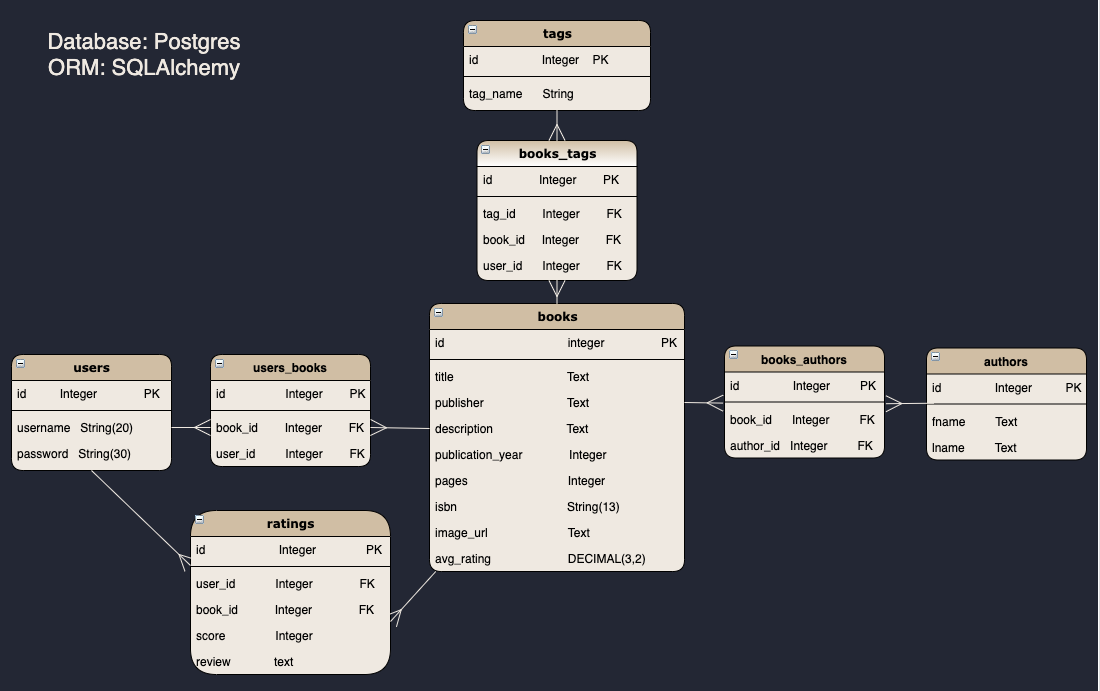 Database: Postgres
ORM: SQLAlchemy
tags
id Integer PK
tag_name String
books_tags
id Integer PK
tag_id Integer FK
book_id Integer FK
user_id Integer FK
books
id integer PK
title Text
publisher Text
description Text
publication_year Integer
pages Integer
isbn String(13)
image_url Text
avg_rating DECIMAL(3,2)
users
id Integer PK
username String(20)
password String(30)
users_books
id Integer PK
book_id Integer FK
user_id Integer FK
books_authors
id Integer PK
book_id Integer FK
author_id Integer FK
authors
id Integer PK
fname Text
lname Text
ratings
id Integer PK
user_id Integer FK
book_id Integer FK
score Integer
review text